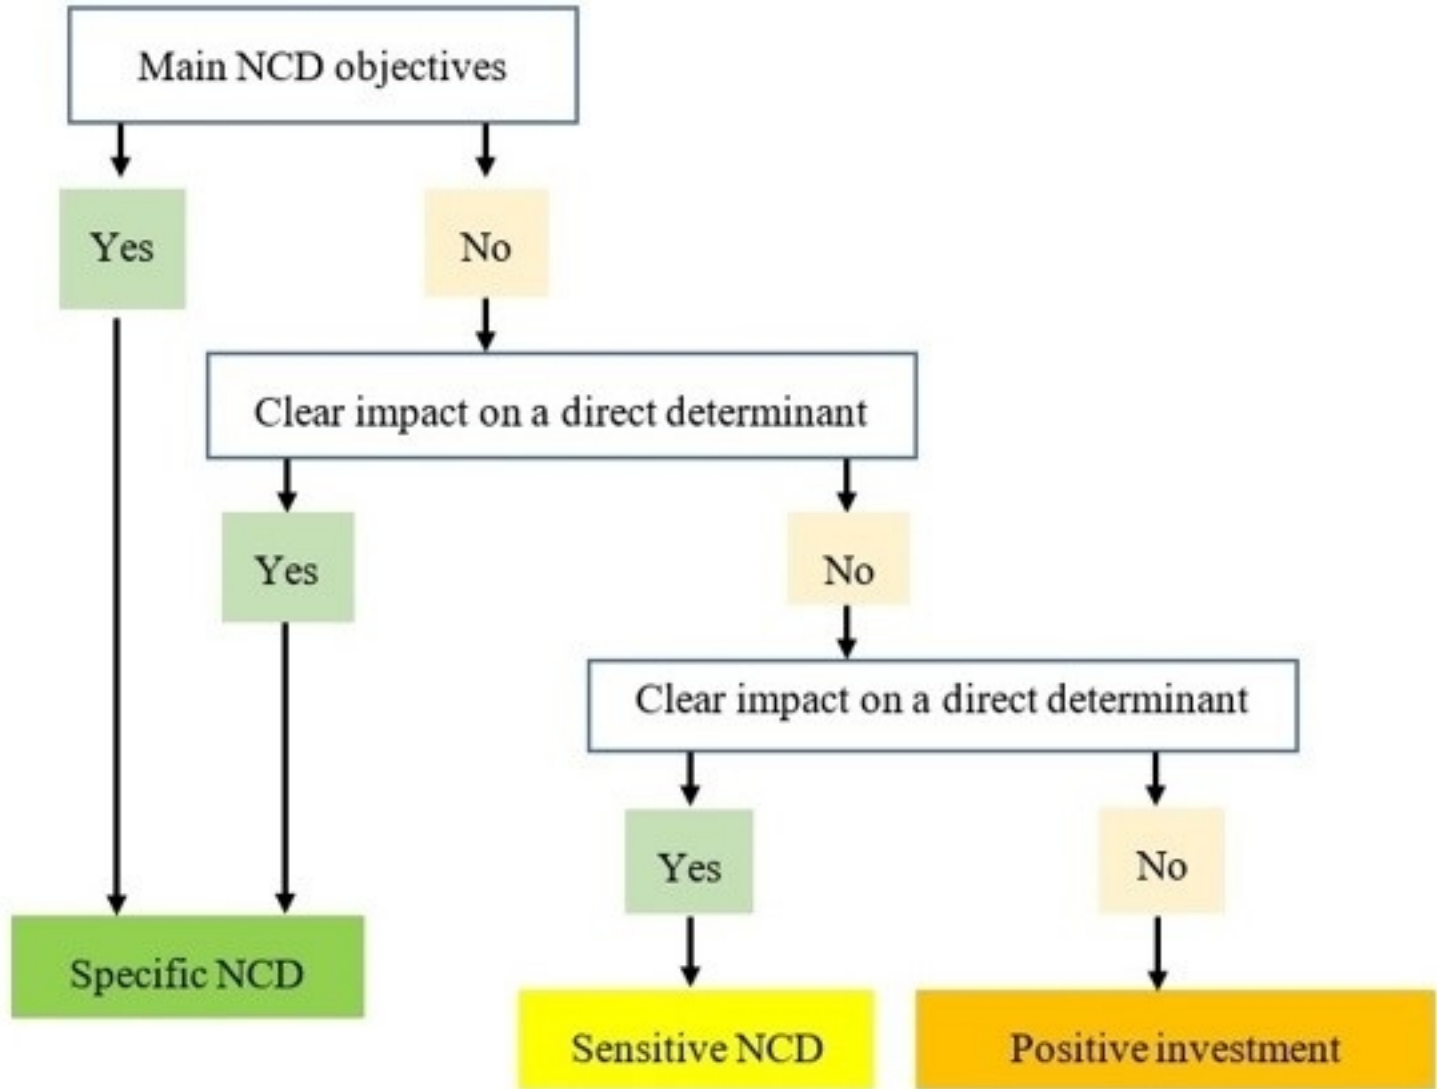 Main NCD objectives
Yes
No
Clear impact on a direct determinant
Yes
No
Clear impact on a direct determinant
Yes
No
Specific NCD
Sensitive NCD
Positive investment